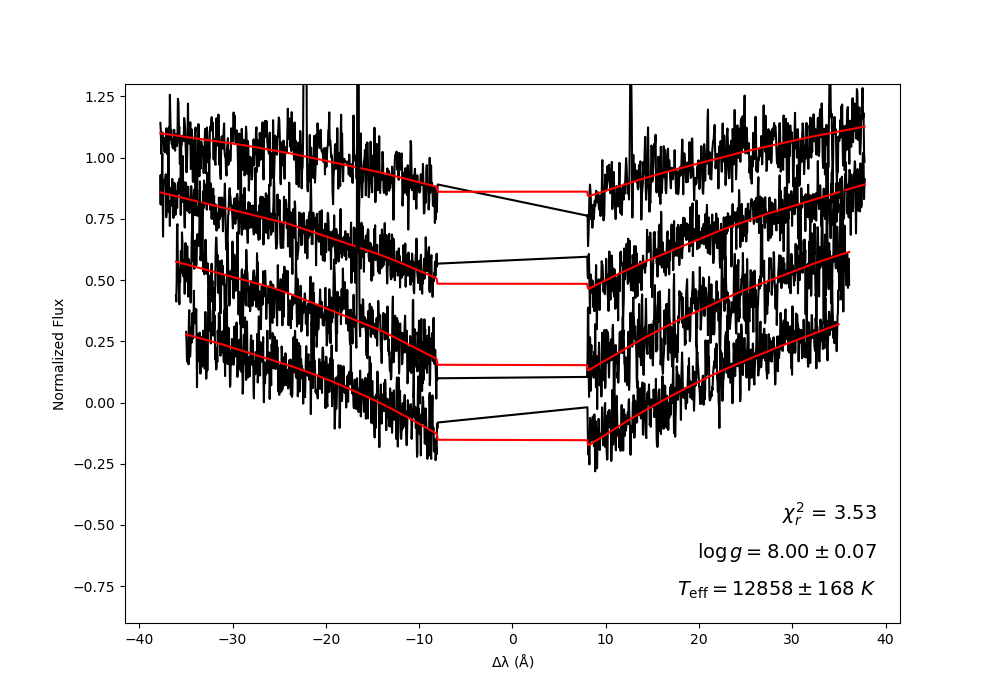 1.25
1.00
0.75
0.50
0.25
0.00
−0.25
−0.50
−0.75
Normalized Flux
χ²ᵣ = 3.53
log g = 8.00 ± 0.07
T_eff = 12858 ± 168 K
−40 −30 −20 −10 0 10 20 30 40
Δλ (Å)